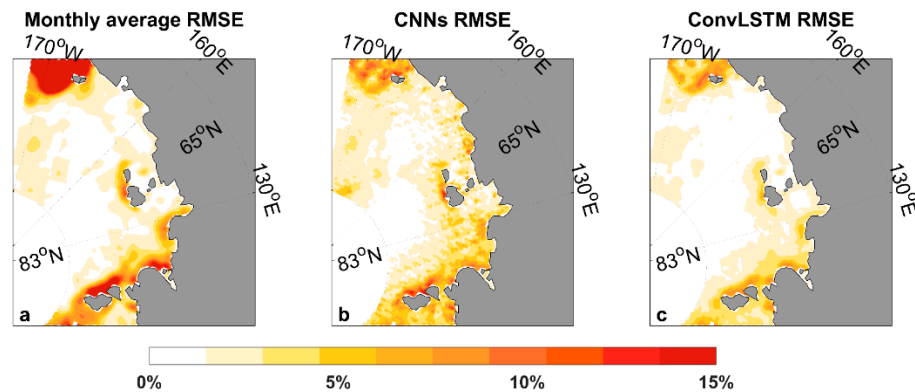 Monthly average RMSE
CNNs RMSE
ConvLSTM RMSE
170°W
160°E
65°N
130°E
83°N
a
170°W
160°E
65°N
130°E
83°N
b
170°W
160°E
65°N
130°E
83°N
c
0%
5%
10%
15%